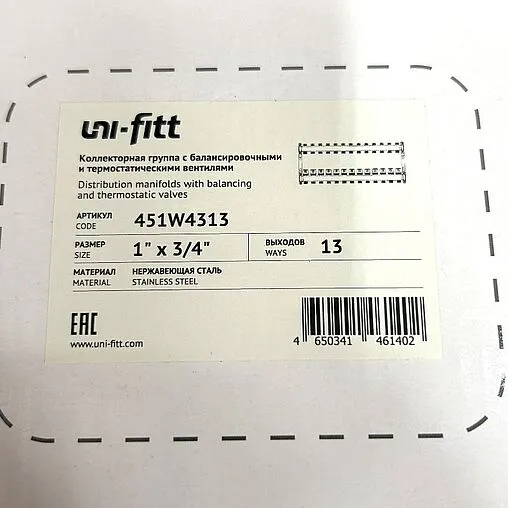 uni-fitt
Коллекторная группа с балансировочными
и термостатическими вентилями
Distribution manifolds with balancing
and thermostatic valves
АРТИКУЛ
CODE
451W4313
РАЗМЕР
SIZE
1" x 3/4"
ВЫХОДОВ
WAYS
13
МАТЕРИАЛ
MATERIAL
НЕРЖАВЕЮЩАЯ СТАЛЬ
STAINLESS STEEL
EAC
www.uni-fitt.com
4 650341 461402